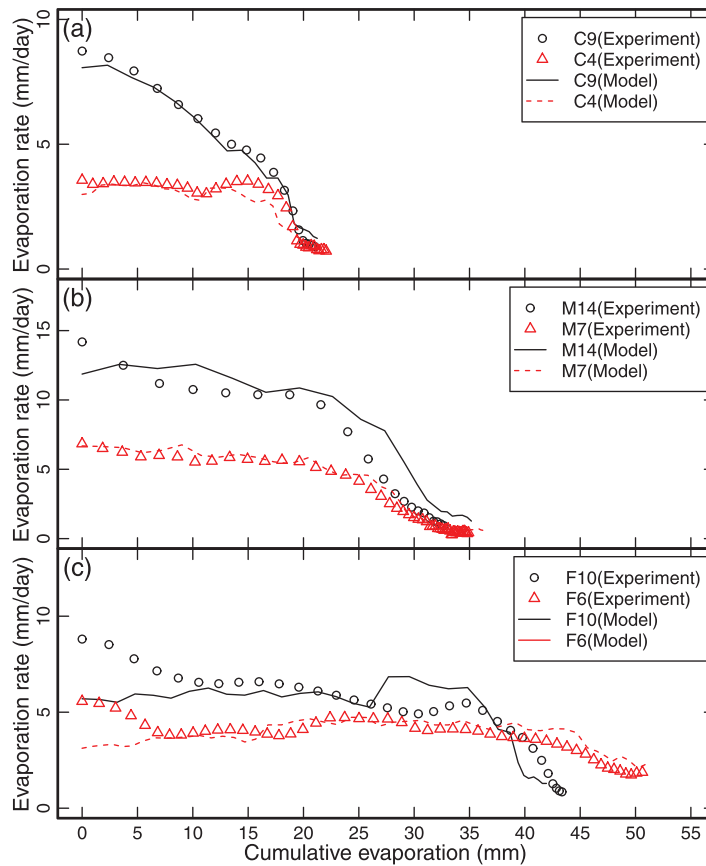 (a)
10
5
0
Evaporation rate (mm/day)
C9(Experiment)
C4(Experiment)
C9(Model)
C4(Model)
(b)
15
10
5
0
Evaporation rate (mm/day)
M14(Experiment)
M7(Experiment)
M14(Model)
M7(Model)
(c)
10
5
0
Evaporation rate (mm/day)
F10(Experiment)
F6(Experiment)
F10(Model)
F6(Model)
0 5 10 15 20 25 30 35 40 45 50 55
Cumulative evaporation (mm)